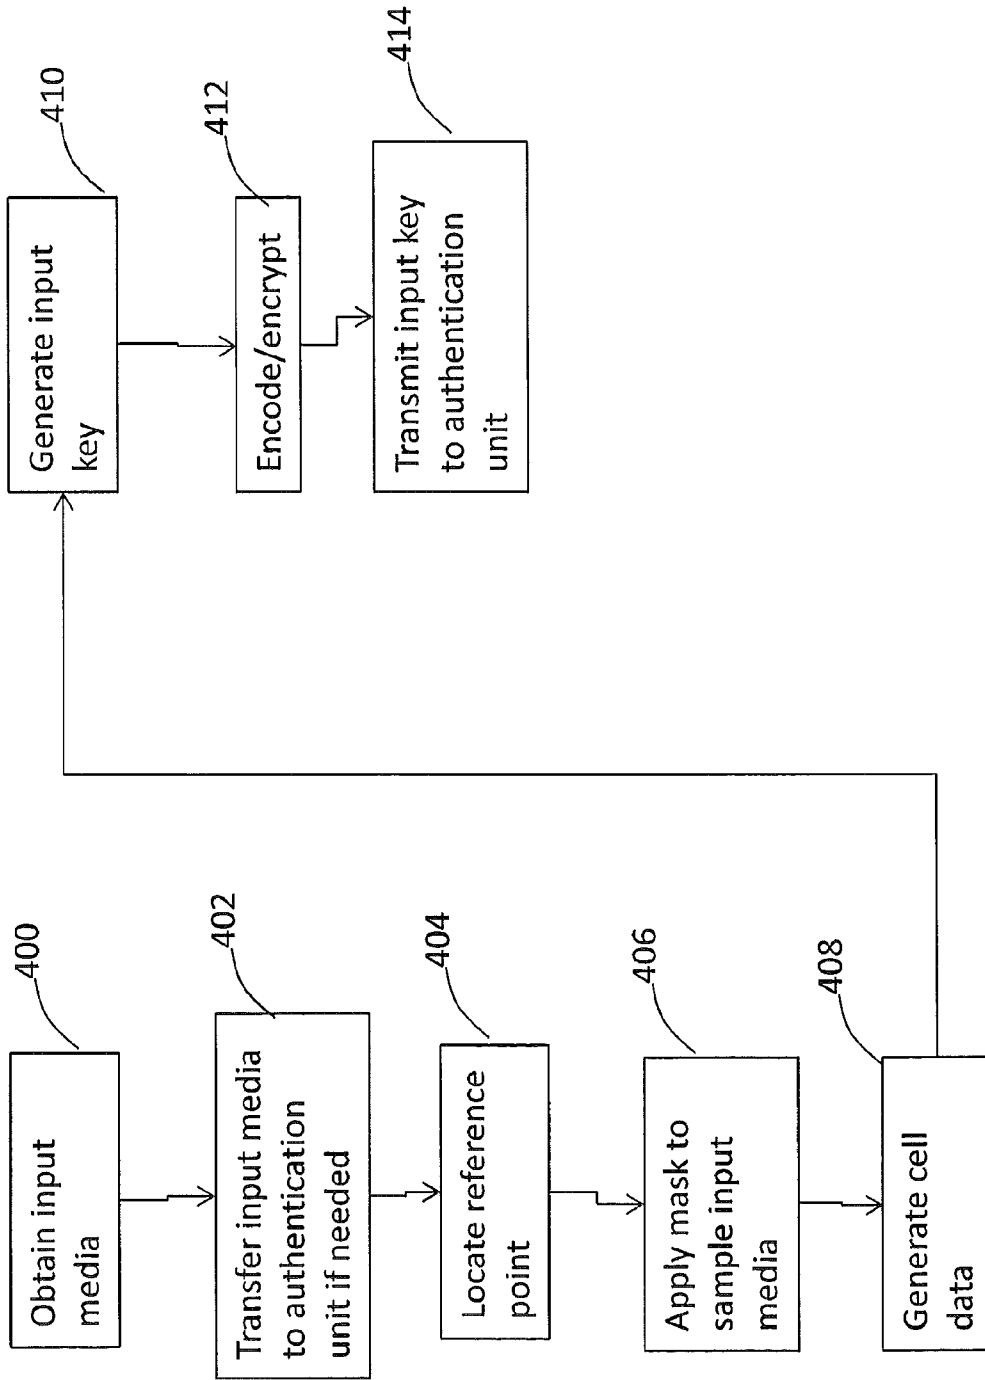 400
Obtain input
media
402
Transfer input media
to authentication
unit if needed
404
Locate reference
point
406
Apply mask to
sample input
media
408
Generate cell
data
410
Generate input
key
412
Encode/encrypt
414
Transmit input key
to authentication
unit